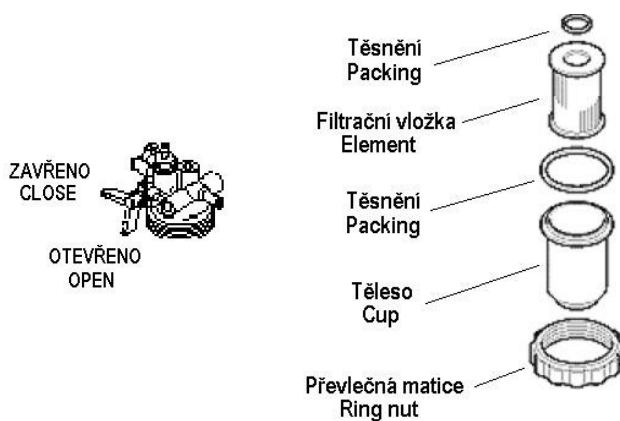 ZAVŘENO
CLOSE
OTEVŘENO
OPEN
Těsnění
Packing
Filtrační vložka
Element
Těsnění
Packing
Těleso
Cup
Převlečná matice
Ring nut